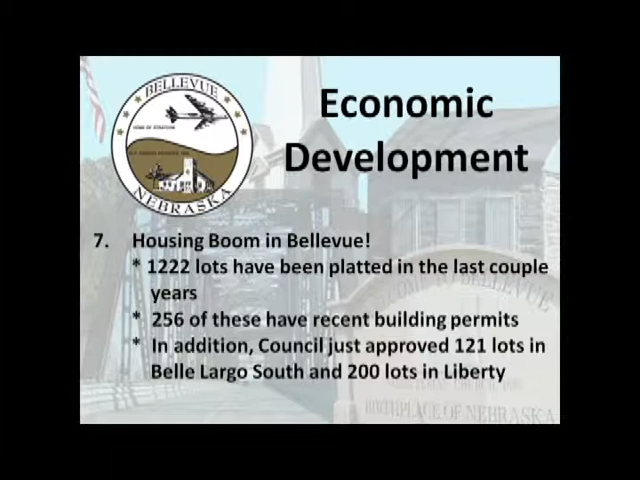 BELLEVUE
NEBRASKA
Economic
Development
7. Housing Boom in Bellevue!
* 1222 lots have been platted in the last couple
years
* 256 of these have recent building permits
* In addition, Council just approved 121 lots in
Belle Largo South and 200 lots in Liberty
BIRTHPLACE OF NEBRASKA